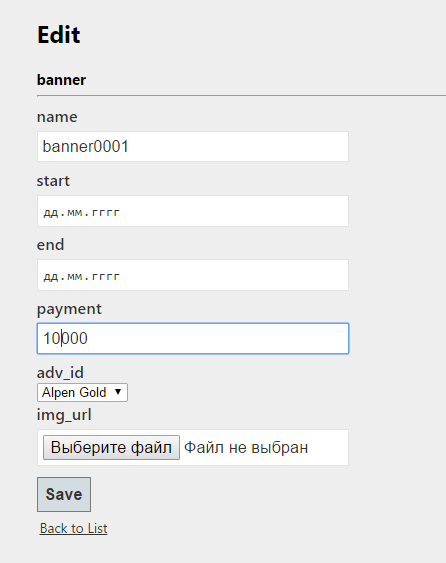 Edit
banner
name
banner0001
start
дд.мм.гггг
end
дд.мм.гггг
payment
10000
adv_id
Alpen Gold
img_url
Выберите файл Файл не выбран
Save
Back to List